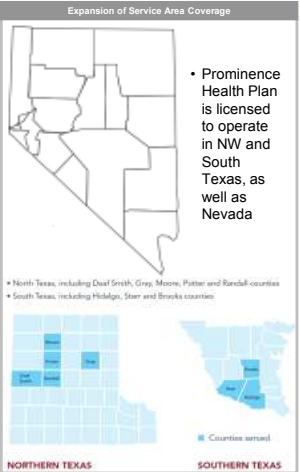 Expansion of Service Area Coverage
• Prominence
Health Plan
is licensed
to operate
in NW and
South
Texas, as
well as
Nevada
• North Texas, including Deaf Smith, Gray, Moore, Potter and Randall counties
• South Texas, including Hidalgo, Starr and Brooks counties
Moore
Potter
Gray
Deaf
Smith
Randall
Brooks
Starr
Hidalgo
Counties served
NORTHERN TEXAS
SOUTHERN TEXAS